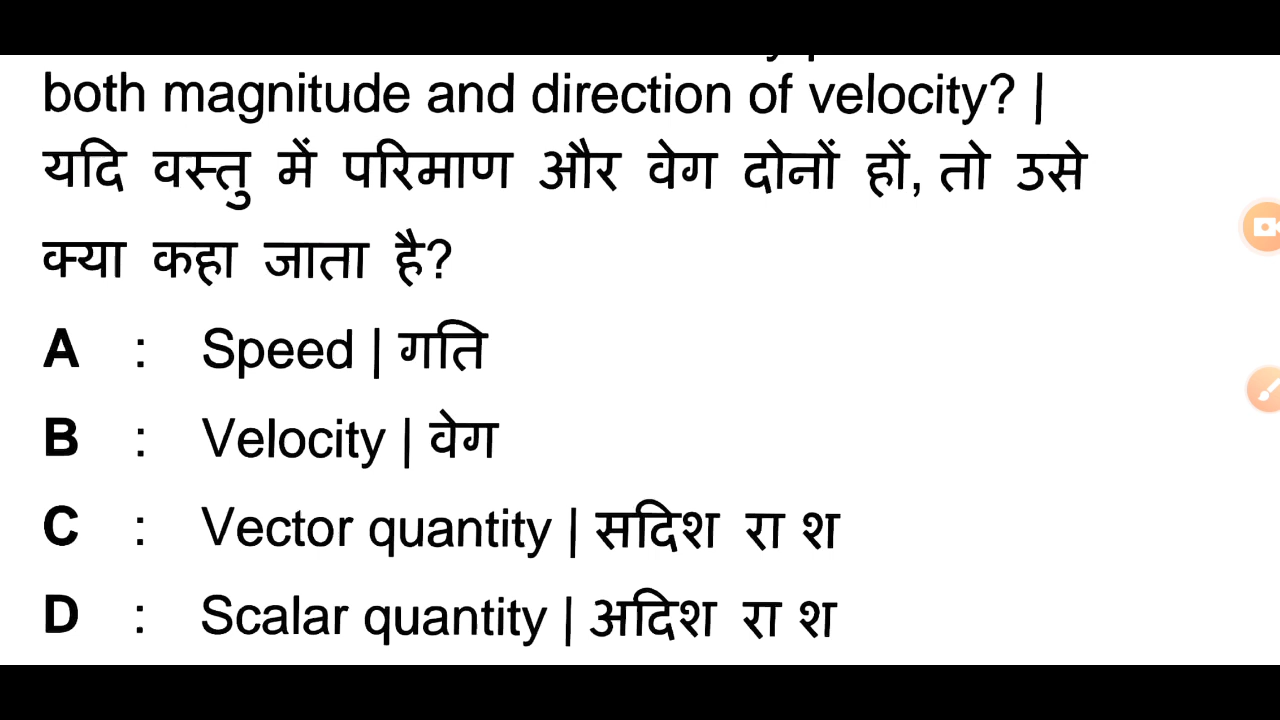 both magnitude and direction of velocity? |
यदि वस्तु में परिमाण और वेग दोनों हों, तो उसे
क्या कहा जाता है?
A : Speed | गति
B : Velocity | वेग
C : Vector quantity | सदिश रा श
D : Scalar quantity | अदिश रा श